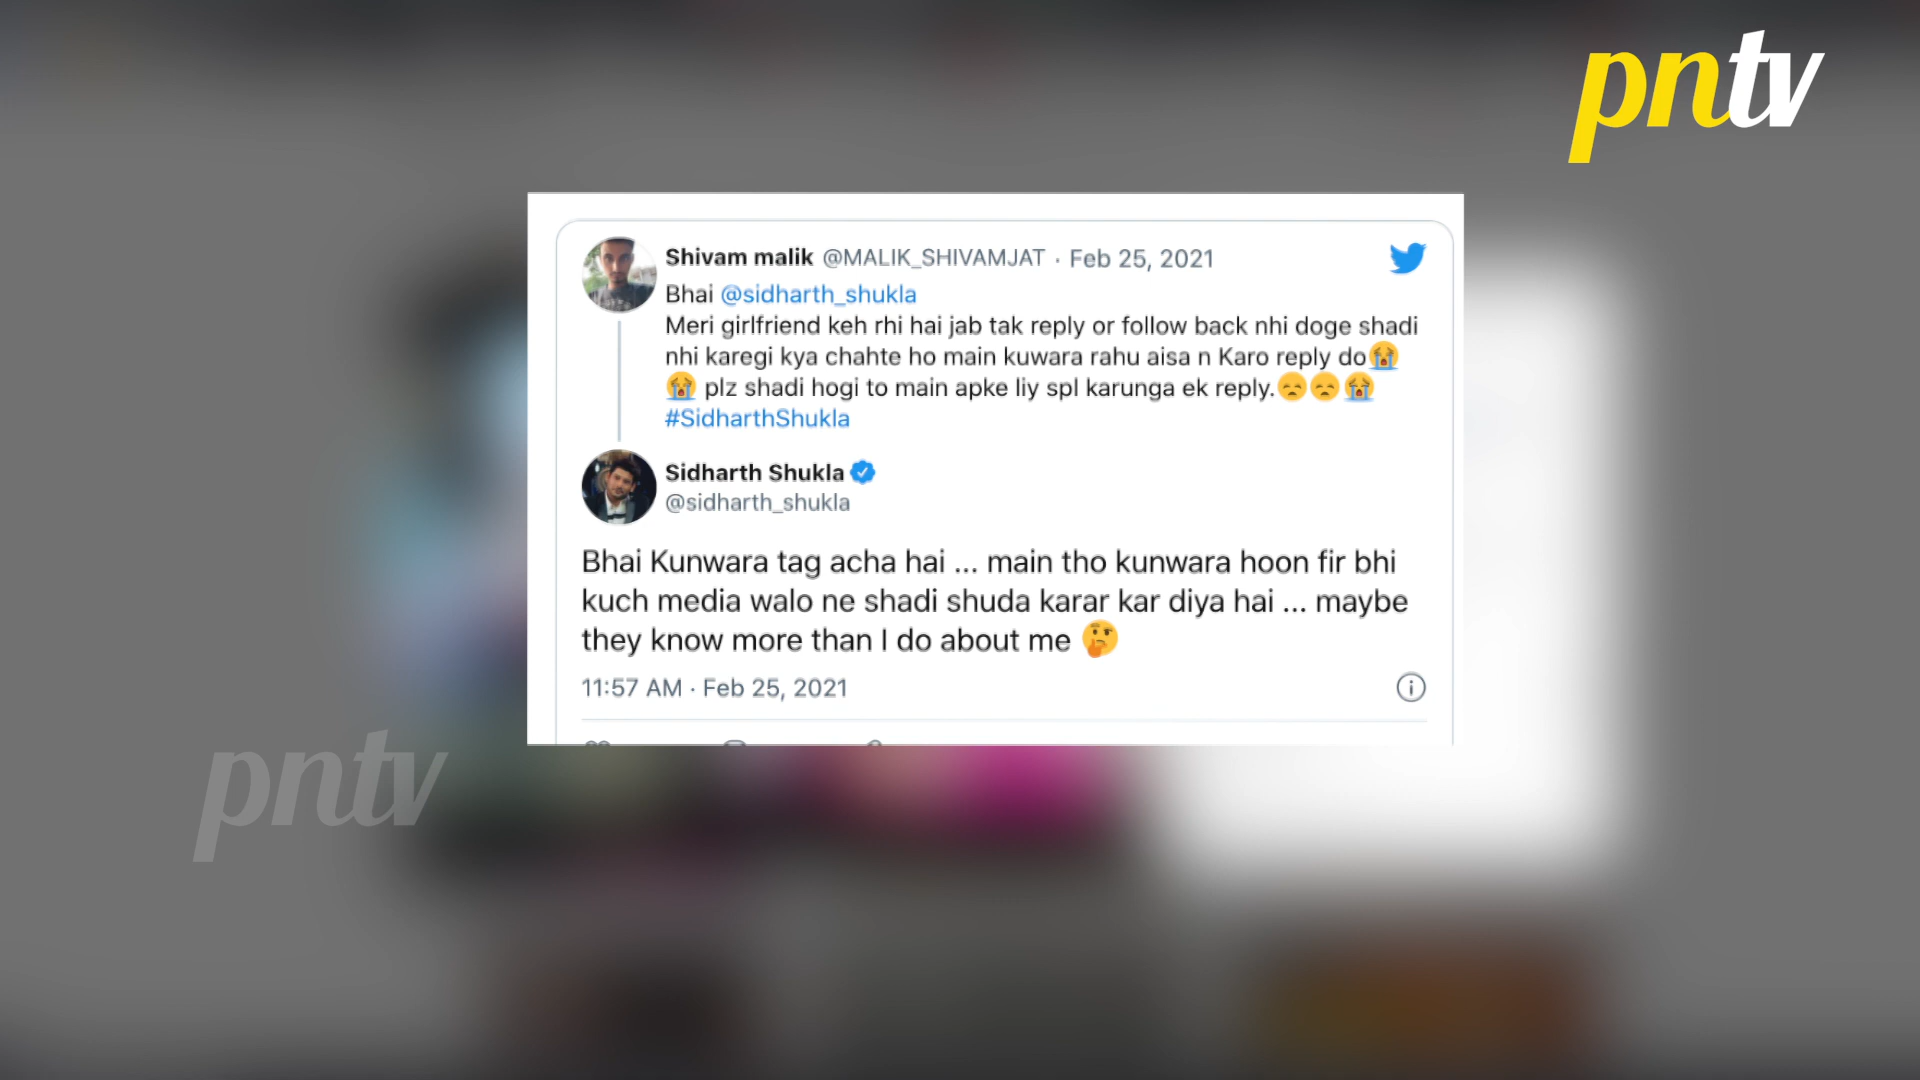 pntv
Shivam malik @MALIK_SHIVAMJAT · Feb 25, 2021
Bhai @sidharth_shukla
Meri girlfriend keh rhi hai jab tak reply or follow back nhi doge shadi
nhi karegi kya chahte ho main kuwara rahu aisa n Karo reply do😭
😭 plz shadi hogi to main apke liy spl karunga ek reply.😞😞😭
#SidharthShukla
Sidharth Shukla
@sidharth_shukla
Bhai Kunwara tag acha hai ... main tho kunwara hoon fir bhi
kuch media walo ne shadi shuda karar kar diya hai ... maybe
they know more than I do about me 🤔
11:57 AM · Feb 25, 2021
pntv